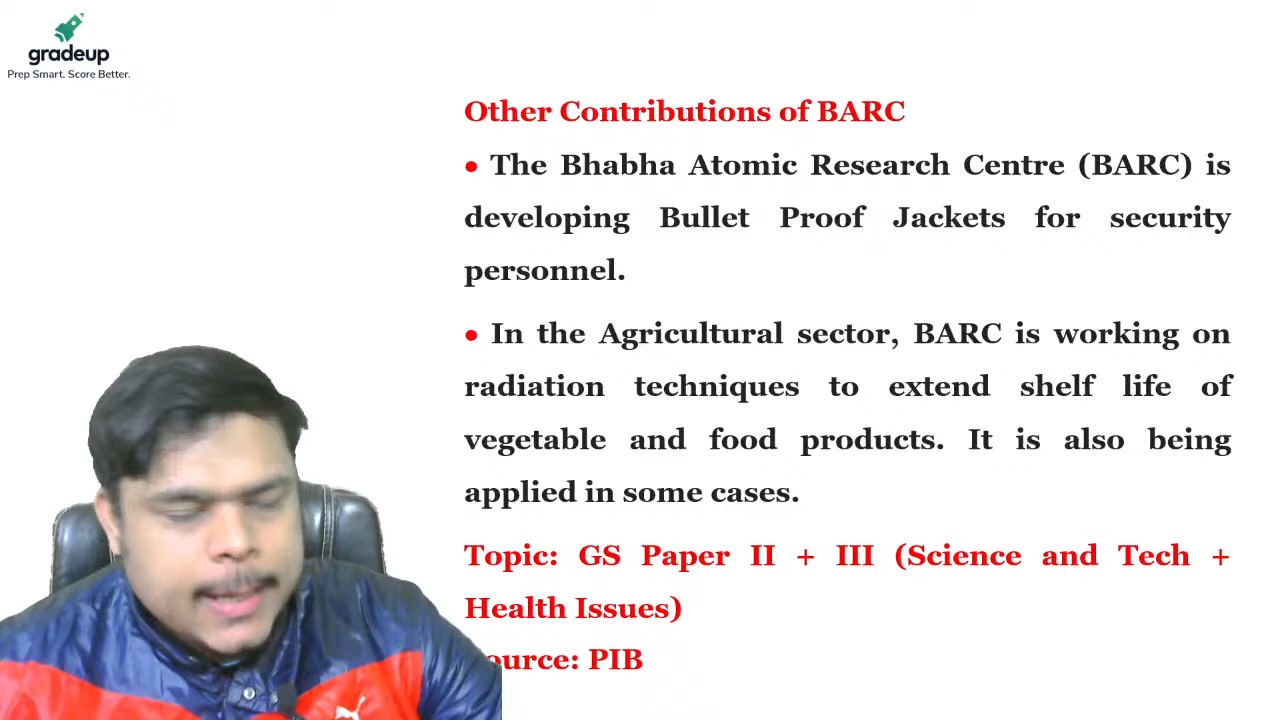 gradeup
Prep Smart. Score Better.
Other Contributions of BARC
• The Bhabha Atomic Research Centre (BARC) is
developing Bullet Proof Jackets for security
personnel.
• In the Agricultural sector, BARC is working on
radiation techniques to extend shelf life of
vegetable and food products. It is also being
applied in some cases.
Topic: GS Paper II + III (Science and Tech +
Health Issues)
ource: PIB